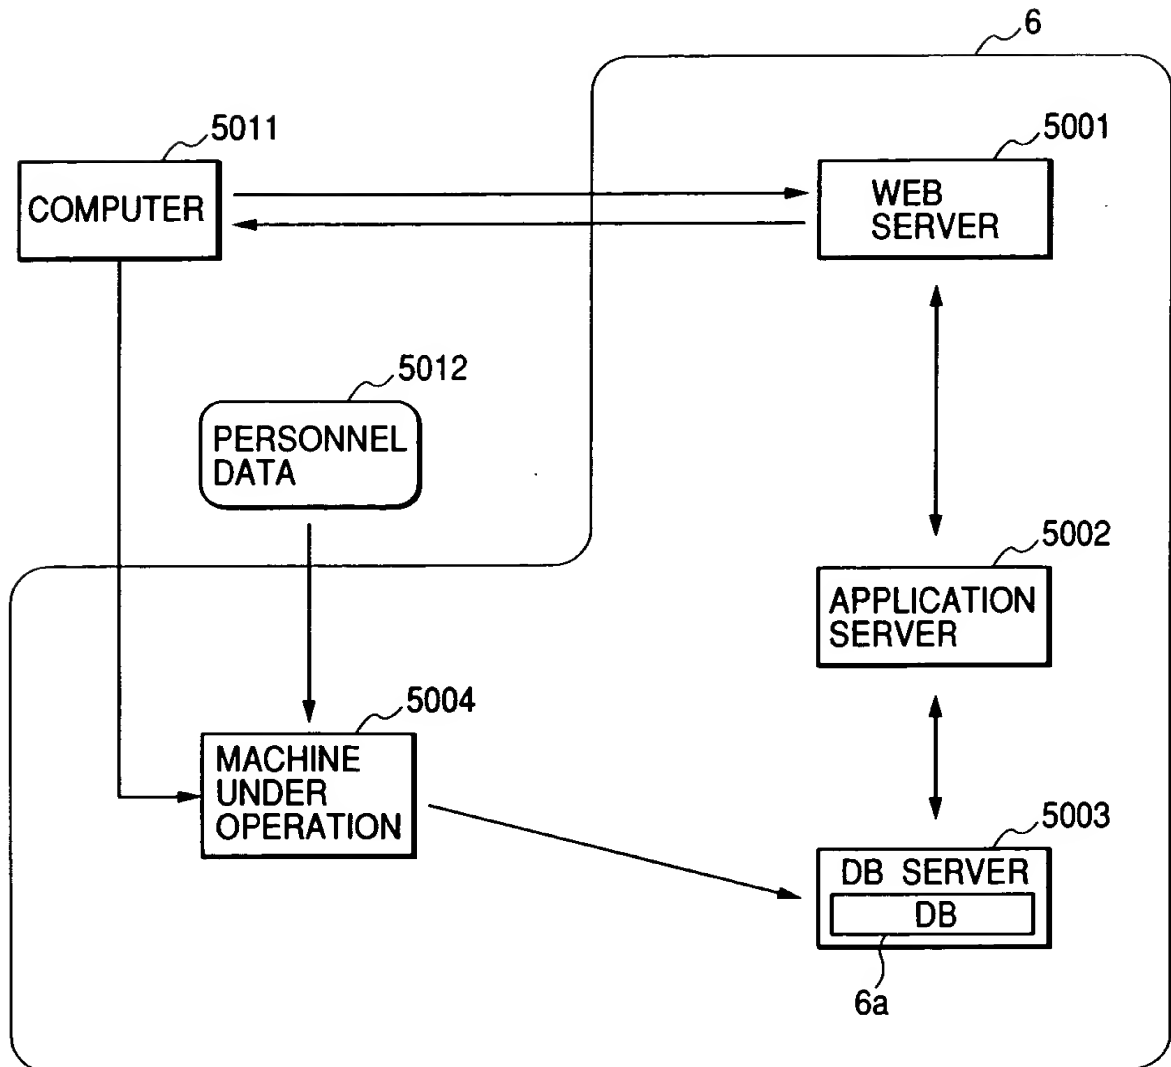 6
5011
5001
COMPUTER
WEB
SERVER
5012
PERSONNEL
DATA
5002
APPLICATION
SERVER
5004
MACHINE
UNDER
OPERATION
5003
DB SERVER
DB
6a